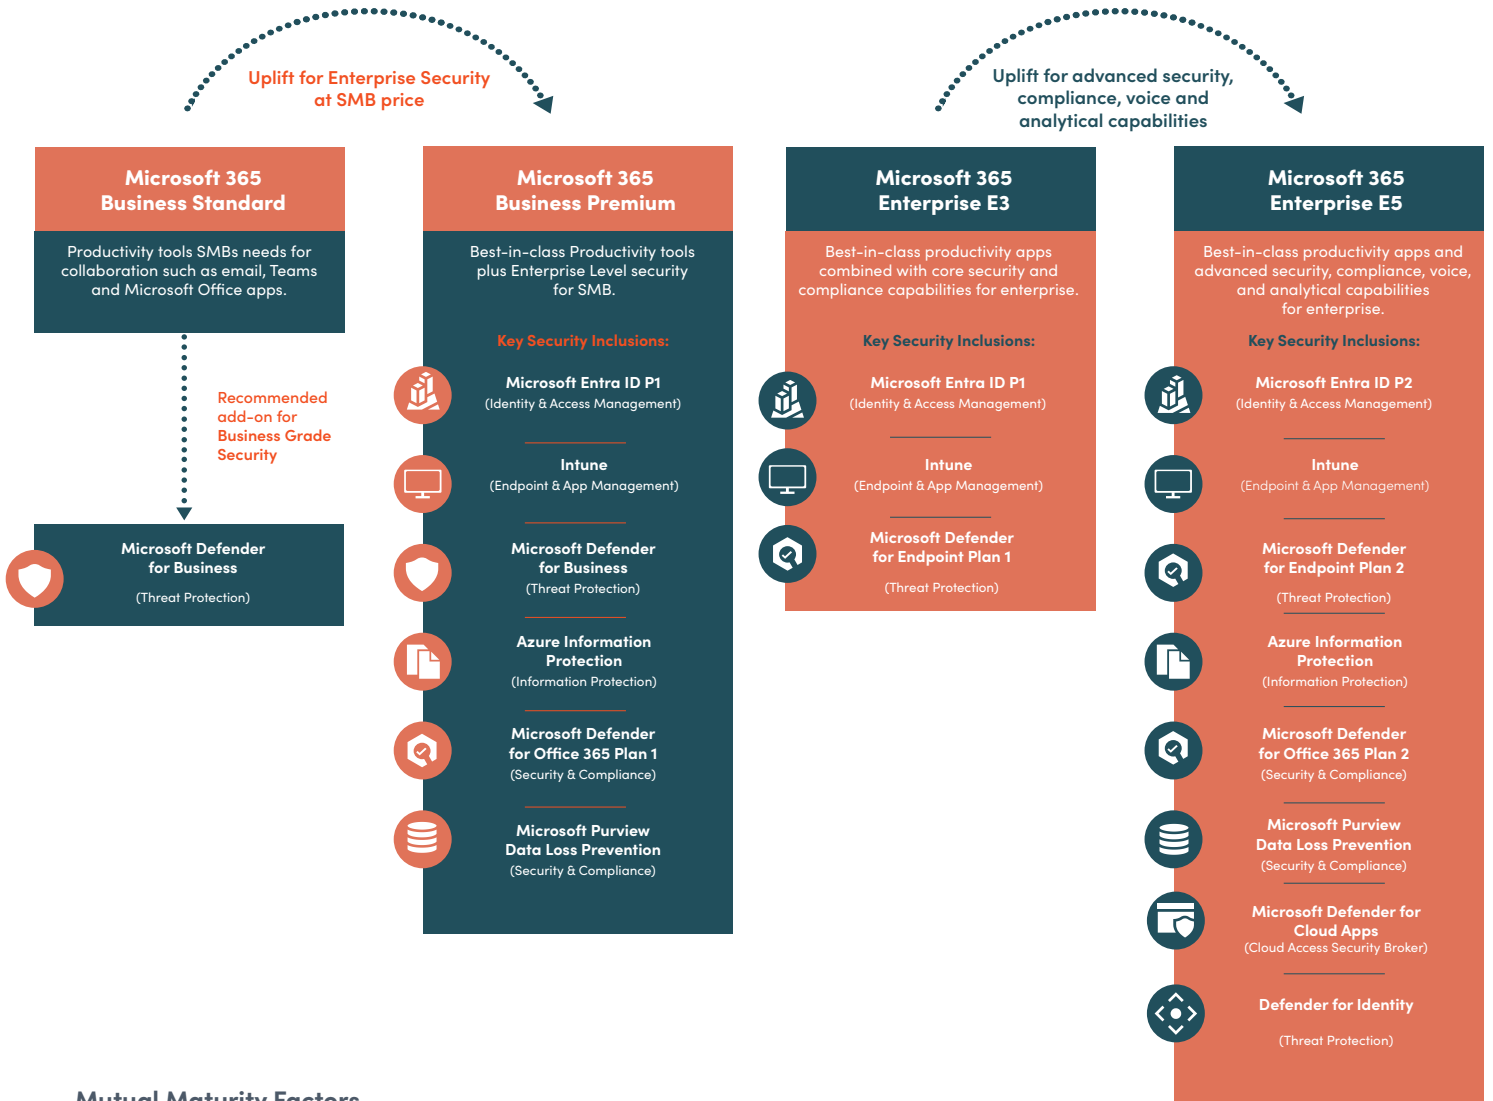 Uplift for Enterprise Security
at SMB price
Uplift for advanced security,
compliance, voice and
analytical capabilities
Microsoft 365
Business Standard
Productivity tools SMBs needs for
collaboration such as email, Teams
and Microsoft Office apps.
Recommended
add-on for
Business Grade
Security
Microsoft Defender
for Business
(Threat Protection)
Microsoft 365
Business Premium
Best-in-class Productivity tools
plus Enterprise Level security
for SMB.
Key Security Inclusions:
Microsoft Entra ID P1
(Identity & Access Management)
Intune
(Endpoint & App Management)
Microsoft Defender
for Business
(Threat Protection)
Azure Information
Protection
(Information Protection)
Microsoft Defender
for Office 365 Plan 1
(Security & Compliance)
Microsoft Purview
Data Loss Prevention
(Security & Compliance)
Microsoft 365
Enterprise E3
Best-in-class productivity apps
combined with core security and
compliance capabilities for enterprise.
Key Security Inclusions:
Microsoft Entra ID P1
(Identity & Access Management)
Intune
(Endpoint & App Management)
Microsoft Defender
for Endpoint Plan 1
(Threat Protection)
Microsoft 365
Enterprise E5
Best-in-class productivity apps and
advanced security, compliance, voice,
and analytical capabilities
for enterprise.
Key Security Inclusions:
Microsoft Entra ID P2
(Identity & Access Management)
Intune
(Endpoint & App Management)
Microsoft Defender
for Endpoint Plan 2
(Threat Protection)
Azure Information
Protection
(Information Protection)
Microsoft Defender
for Office 365 Plan 2
(Security & Compliance)
Microsoft Purview
Data Loss Prevention
(Security & Compliance)
Microsoft Defender for
Cloud Apps
(Cloud Access Security Broker)
Defender for Identity
(Threat Protection)
Mutual Maturity Factors